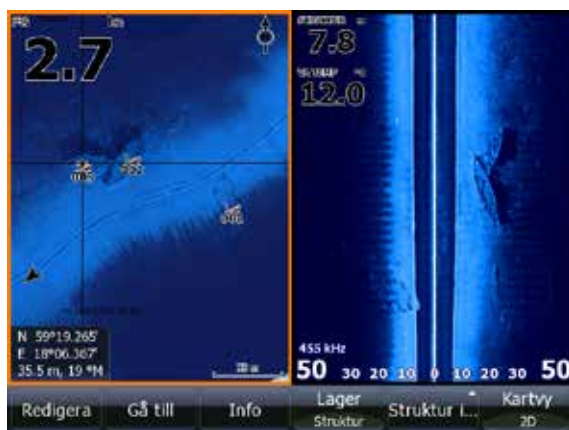 2.7
N 59°19.265'
E 18°06.367'
35.5 m, 19 °M
7.8
12.0
455 kHz
50 30 20 10 0 10 20 30 50
Redigera
Gå till
Info
Lager
Struktur
Struktur i...
Kartvy
2D